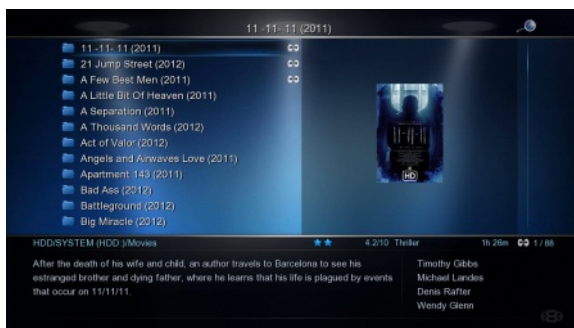 11 -11- 11 (2011)
11 -11- 11 (2011)
21 Jump Street (2012)
A Few Best Men (2011)
A Little Bit Of Heaven (2011)
A Separation (2011)
A Thousand Words (2012)
Act of Valor (2012)
Angels and Airwaves Love (2011)
Apartment 143 (2011)
Bad Ass (2012)
Battleground (2012)
Big Miracle (2012)
11-11-11
HD
HDD/SYSTEM (HDD:)/Movies 4.2/10 Thriller 1h 26m 1 / 86
After the death of his wife and child, an author travels to Barcelona to see his
estranged brother and dying father, where he learns that his life is plagued by events
that occur on 11/11/11.
Timothy Gibbs
Michael Landes
Denis Rafter
Wendy Glenn